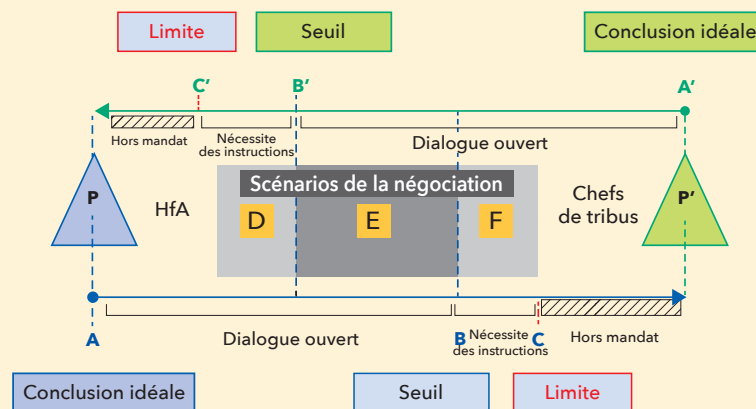 Limite
Seuil
Conclusion idéale
C’
B’
A’
Hors mandat
Nécessite
des instructions
Dialogue ouvert
Scénarios de la négociation
P
HfA
D
E
F
Chefs
de tribus
P’
A
Dialogue ouvert
B
Nécessite
des instructions
C
Hors mandat
Conclusion idéale
Seuil
Limite